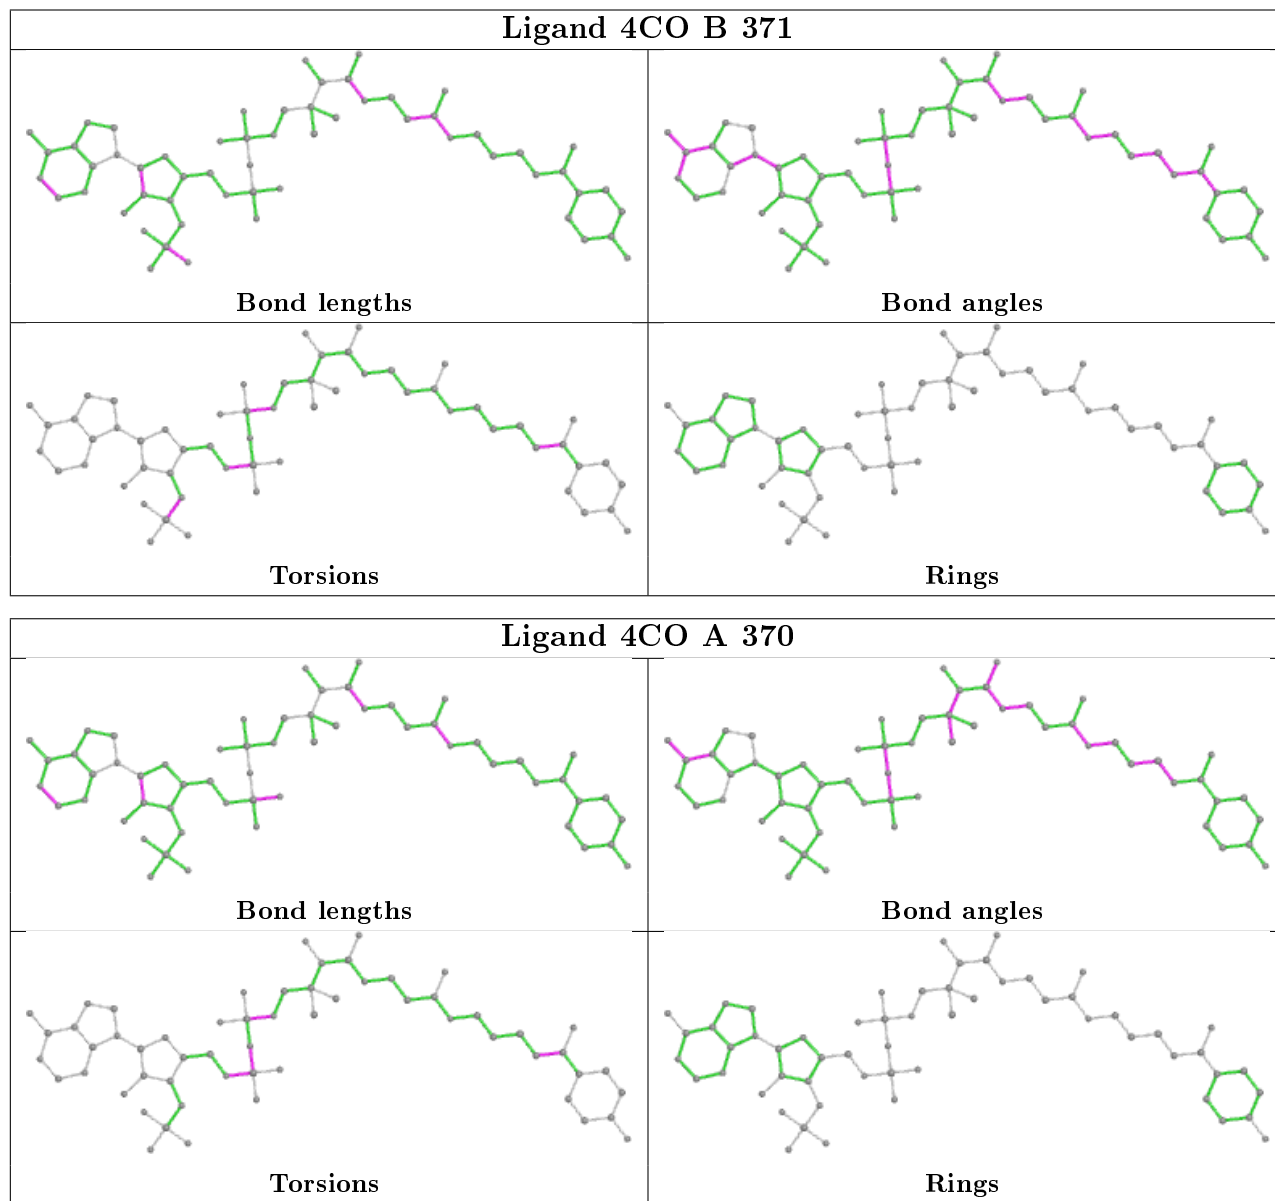 Ligand 4CO B 371
Bond lengths
Bond angles
Torsions
Rings
Ligand 4CO A 370
Bond lengths
Bond angles
Torsions
Rings